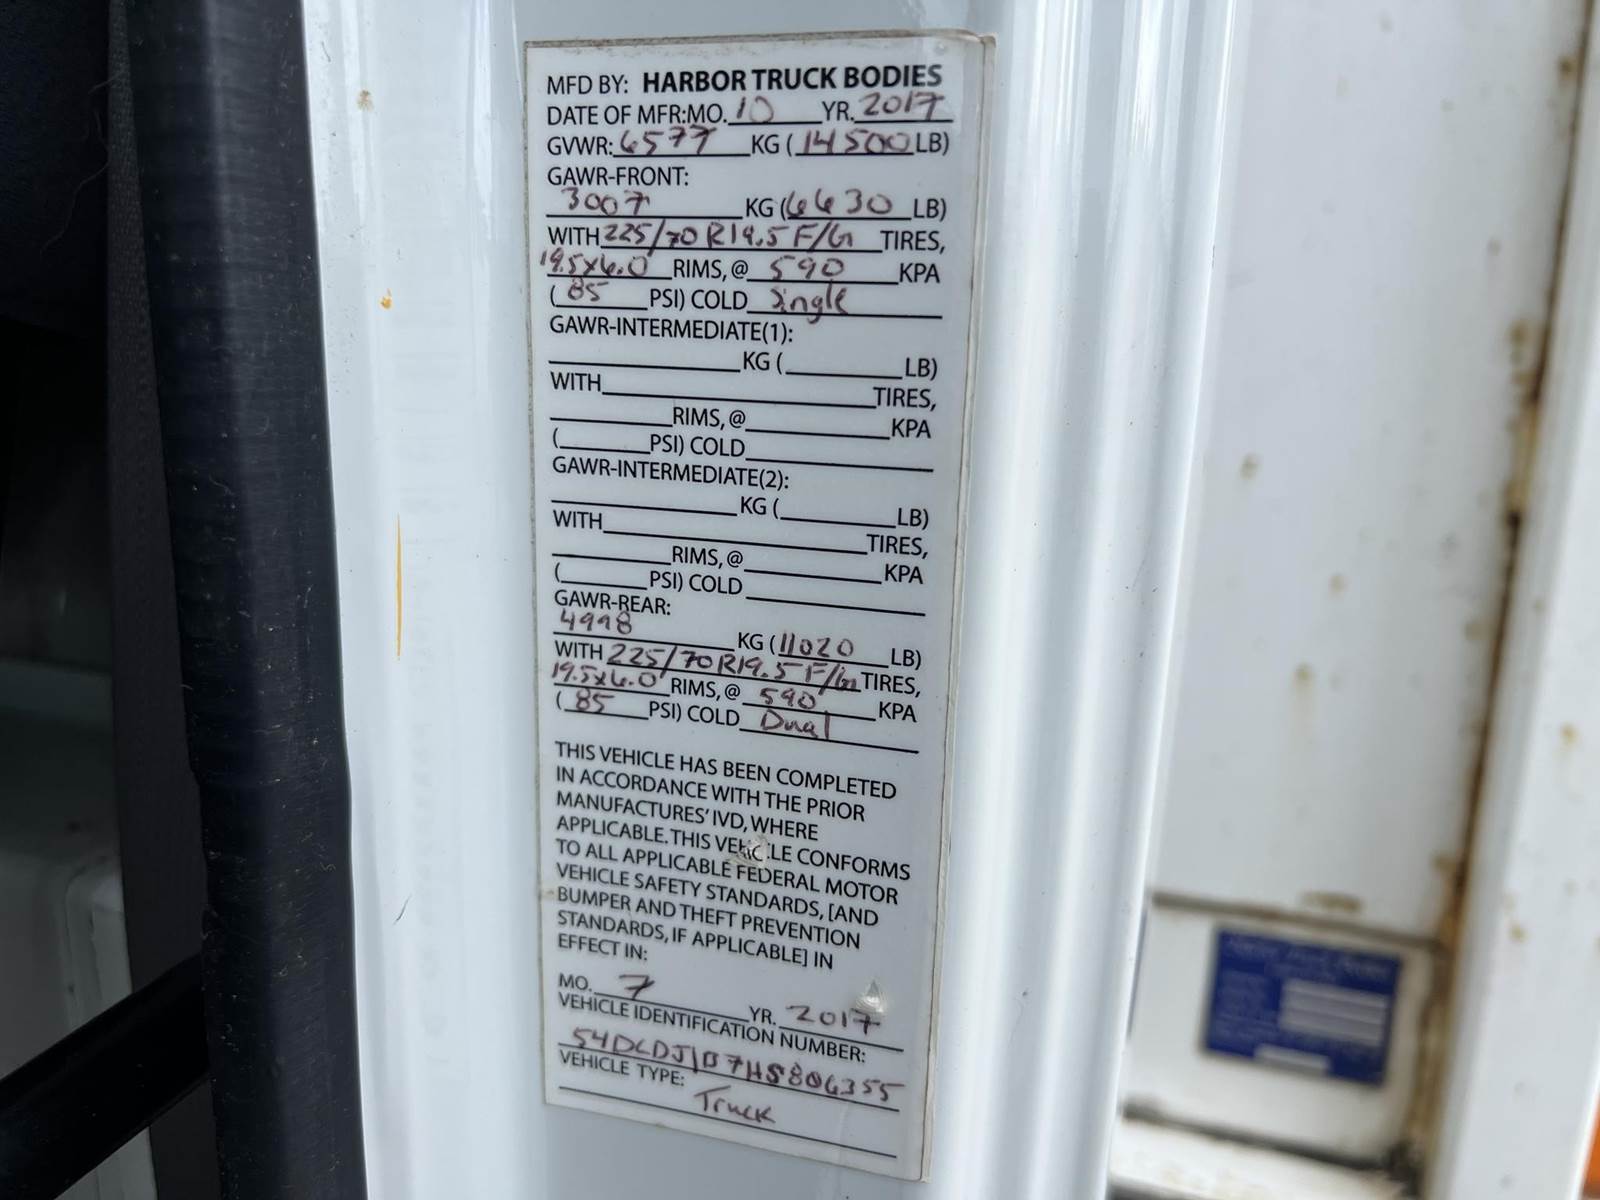 MFD BY: HARBOR TRUCK BODIES
DATE OF MFR:MO. 10 YR. 2017
GVWR: 6577 KG ( 14500 LB)
GAWR-FRONT:
3007 KG ( 6630 LB)
WITH 225/70R19.5 F/G TIRES,
19.5x6.0 RIMS, @ 590 KPA
( 85 PSI) COLD Single
GAWR-INTERMEDIATE(1):
KG ( LB)
WITH TIRES,
RIMS, @ KPA
( PSI) COLD
GAWR-INTERMEDIATE(2):
KG ( LB)
WITH TIRES,
RIMS, @ KPA
( PSI) COLD
GAWR-REAR:
4998 KG ( 11020 LB)
WITH 225/70R19.5 F/G TIRES,
19.5x6.0 RIMS, @ 590 KPA
( 85 PSI) COLD Dual
THIS VEHICLE HAS BEEN COMPLETED
IN ACCORDANCE WITH THE PRIOR
MANUFACTURES' IVD, WHERE
APPLICABLE. THIS VEHICLE CONFORMS
TO ALL APPLICABLE FEDERAL MOTOR
VEHICLE SAFETY STANDARDS, [AND
BUMPER AND THEFT PREVENTION
STANDARDS, IF APPLICABLE] IN
EFFECT IN:
MO. 7 YR. 2017
VEHICLE IDENTIFICATION NUMBER:
54DCDJ1B7HS806355
VEHICLE TYPE:
Truck